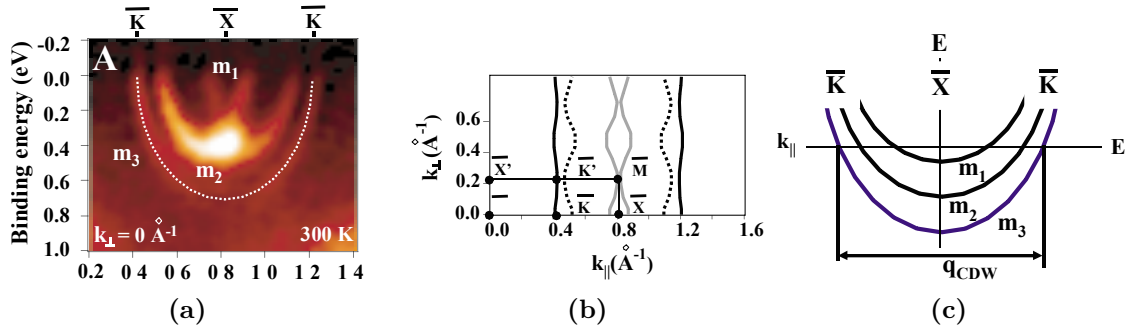 K X K
A
Binding energy (eV)
-0.2
0.0
0.2
0.4
0.6
0.8
1.0
m1
m2
m3
k⊥ = 0 Å-1
300 K
0.2 0.4 0 6 0 8 1 0 1 2 1 4
(a)
k⊥(Å-1)
1.2
0.8
0.4
0.2
0.0
X' K' M
K X
0.0 0.4 0.8 1.2 1.6
k||(Å-1)
(b)
E
K X K
k|| E
m1
m2
m3
qCDW
(c)